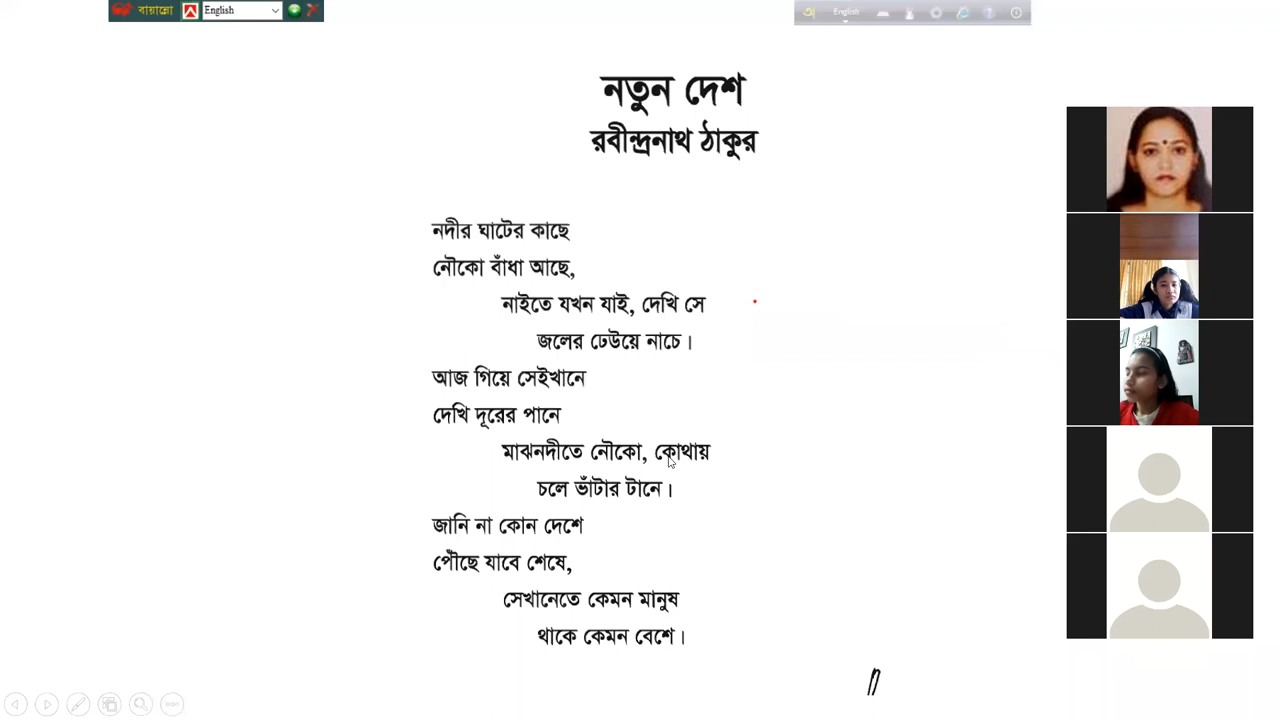 বায়ান্নো English
অ English
নতুন দেশ
রবীন্দ্রনাথ ঠাকুর
নদীর ঘাটের কাছে
নৌকো বাঁধা আছে,
নাইতে যখন যাই, দেখি সে
জলের ঢেউয়ে নাচে।
আজ গিয়ে সেইখানে
দেখি দূরের পানে
মাঝনদীতে নৌকো, কোথায়
চলে ভাঁটার টানে।
জানি না কোন দেশে
পৌঁছে যাবে শেষে,
সেখানেতে কেমন মানুষ
থাকে কেমন বেশে।